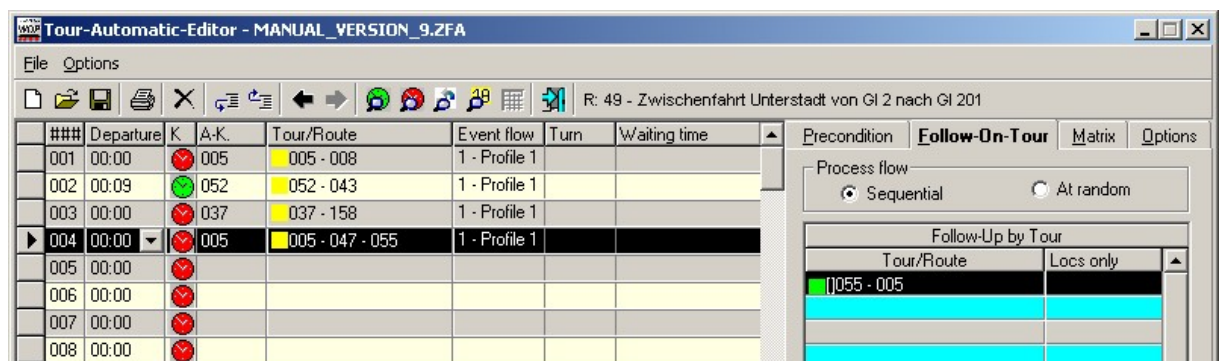 Tour-Automatic-Editor - MANUAL_VERSION_9.ZFA
File Options
R: 49 - Zwischenfahrt Unterstadt von Gl 2 nach Gl 201
### Departure K. A-K. Tour/Route Event flow Turn Waiting time
001 00:00 005 005 - 008 1 - Profile 1
002 00:09 052 052 - 043 1 - Profile 1
003 00:00 037 037 - 158 1 - Profile 1
004 00:00 005 005 - 047 - 055 1 - Profile 1
005 00:00
006 00:00
007 00:00
008 00:00
Precondition Follow-On-Tour Matrix Options
Process flow
Sequential At random
Follow-Up by Tour
Tour/Route Locs only
[]055 - 005